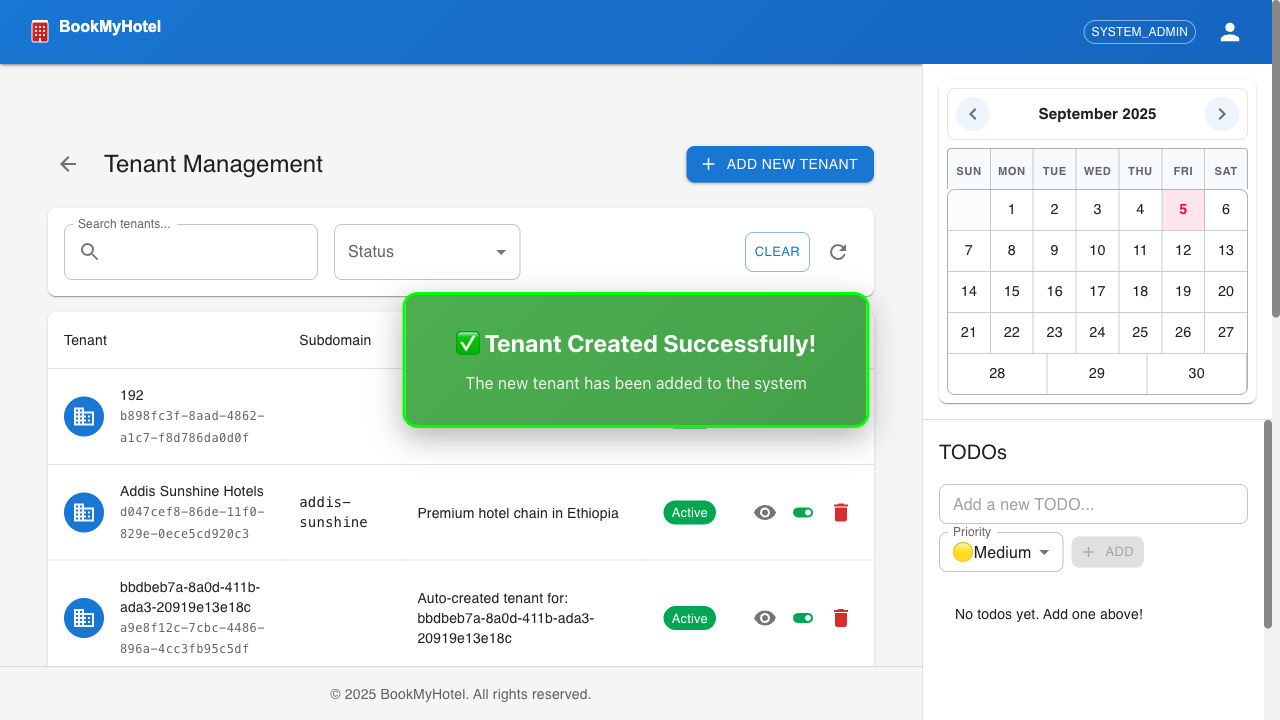 BookMyHotel
SYSTEM_ADMIN
Tenant Management
ADD NEW TENANT
Search tenants...
Status
CLEAR
✅ Tenant Created Successfully!
The new tenant has been added to the system
Tenant
Subdomain
192
b898fc3f-8aad-4862-
a1c7-f8d786da0d0f
Addis Sunshine Hotels
d047cef8-86de-11f0-
829e-0ece5cd920c3
addis-
sunshine
Premium hotel chain in Ethiopia
Active
bbdbeb7a-8a0d-411b-
ada3-20919e13e18c
a9e8f12c-7cbc-4486-
896a-4cc3fb95c5df
Auto-created tenant for:
bbdbeb7a-8a0d-411b-ada3-
20919e13e18c
Active
© 2025 BookMyHotel. All rights reserved.
September 2025
SUN MON TUE WED THU FRI SAT
1 2 3 4 5 6
7 8 9 10 11 12 13
14 15 16 17 18 19 20
21 22 23 24 25 26 27
28 29 30
TODOs
Add a new TODO...
Priority
🟡Medium
ADD
No todos yet. Add one above!